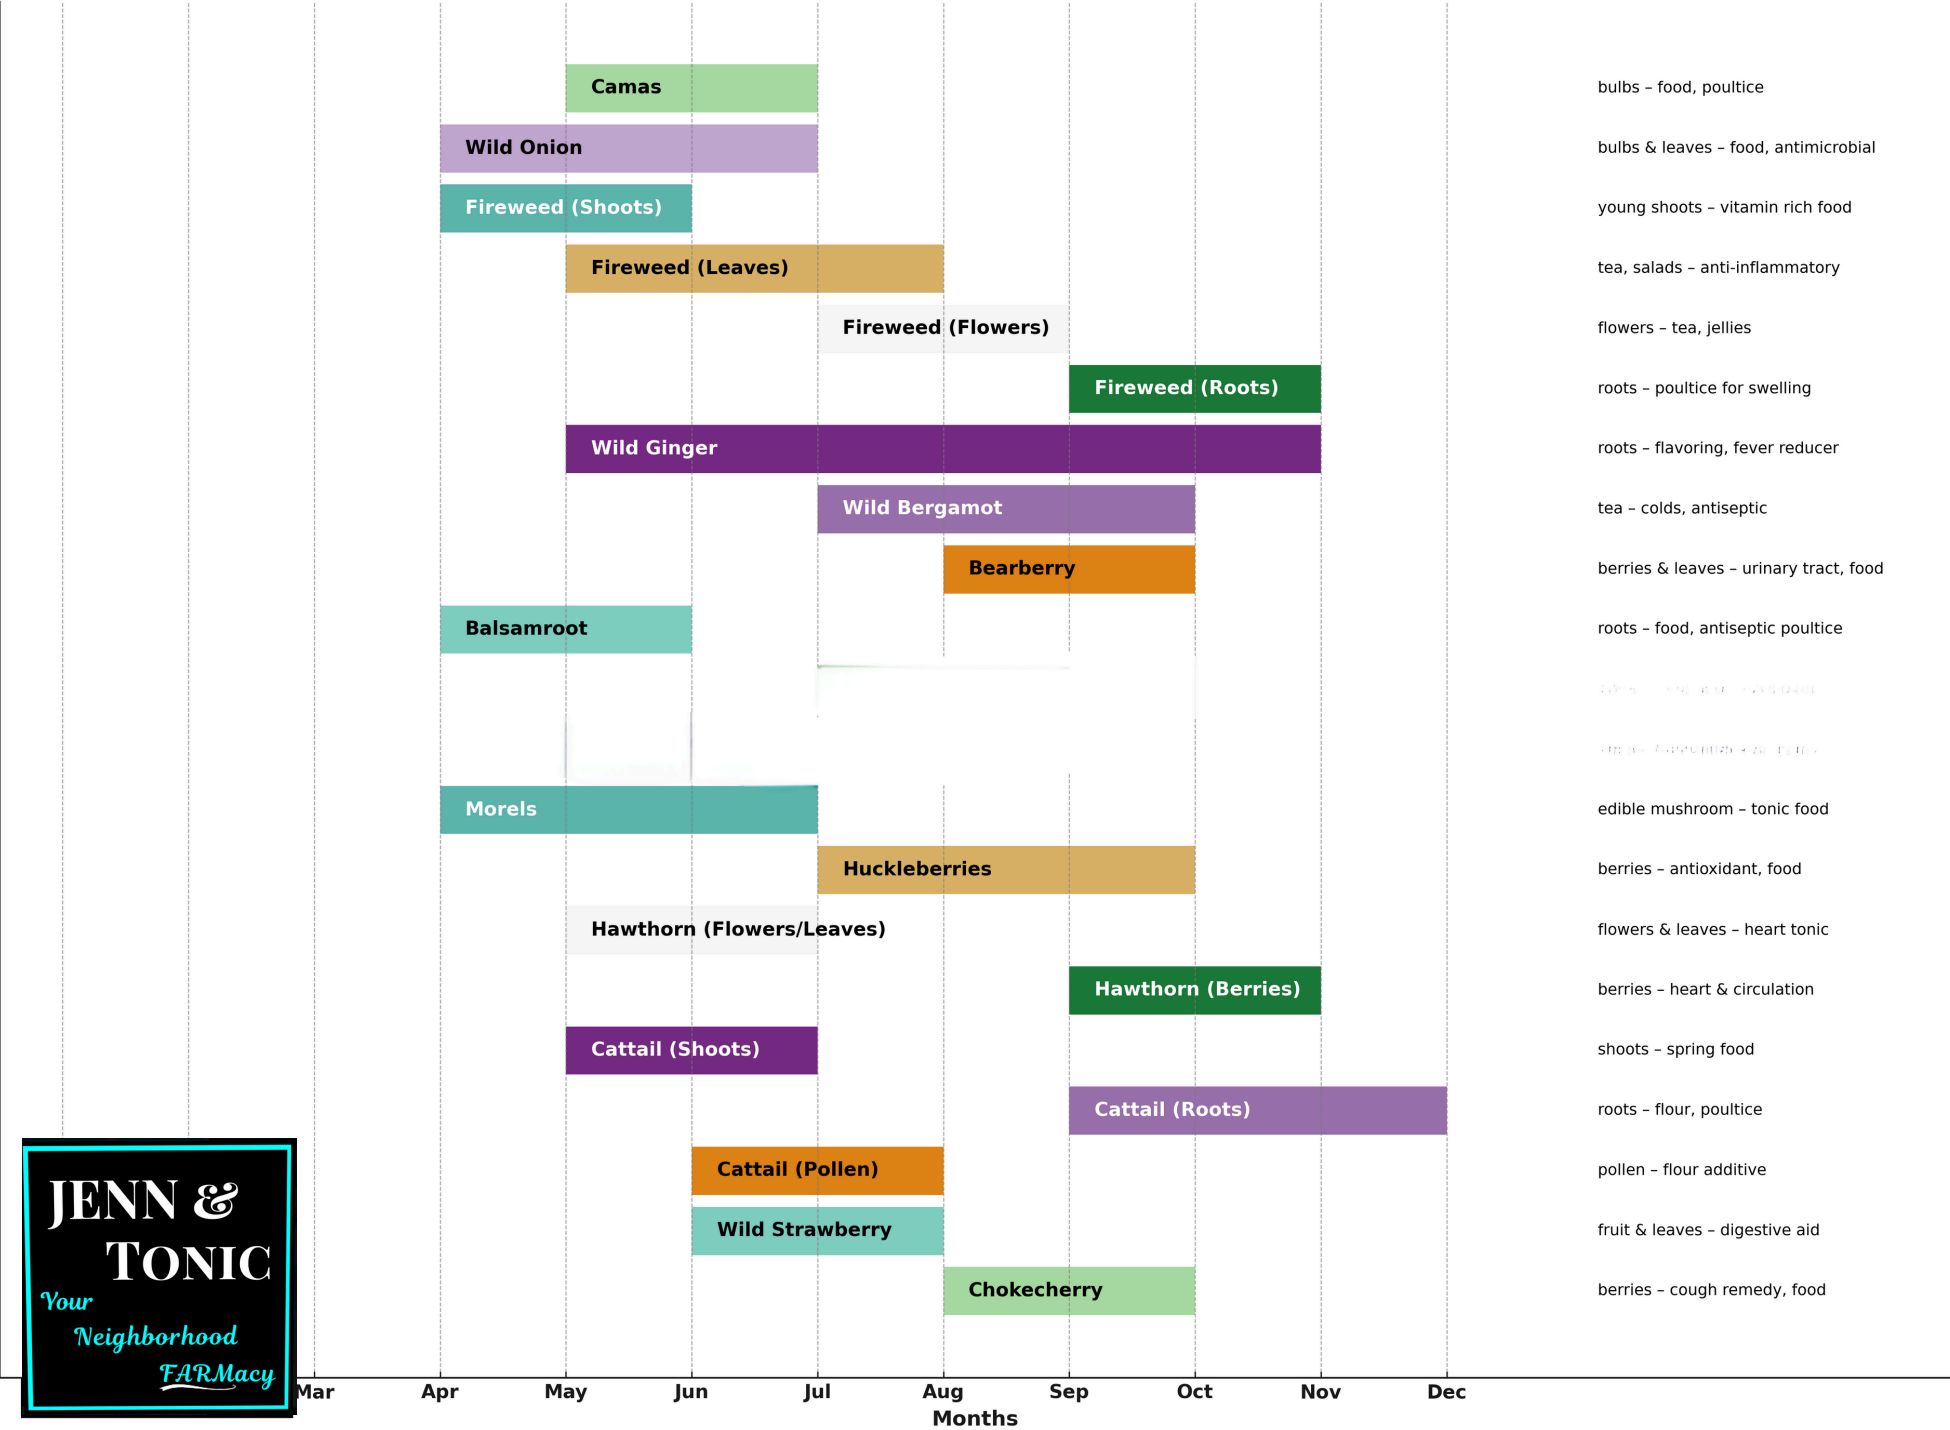 Camas bulbs – food, poultice
Wild Onion bulbs & leaves – food, antimicrobial
Fireweed (Shoots) young shoots – vitamin rich food
Fireweed (Leaves) tea, salads – anti-inflammatory
Fireweed (Flowers) flowers – tea, jellies
Fireweed (Roots) roots – poultice for swelling
Wild Ginger roots – flavoring, fever reducer
Wild Bergamot tea – colds, antiseptic
Bearberry berries & leaves – urinary tract, food
Balsamroot roots – food, antiseptic poultice
Morels edible mushroom – tonic food
Huckleberries berries – antioxidant, food
Hawthorn (Flowers/Leaves) flowers & leaves – heart tonic
Hawthorn (Berries) berries – heart & circulation
Cattail (Shoots) shoots – spring food
Cattail (Roots) roots – flour, poultice
Cattail (Pollen) pollen – flour additive
Wild Strawberry fruit & leaves – digestive aid
Chokecherry berries – cough remedy, food
JENN &
TONIC
Your
Neighborhood
FARMacy
Mar Apr May Jun Jul Aug Sep Oct Nov Dec
Months